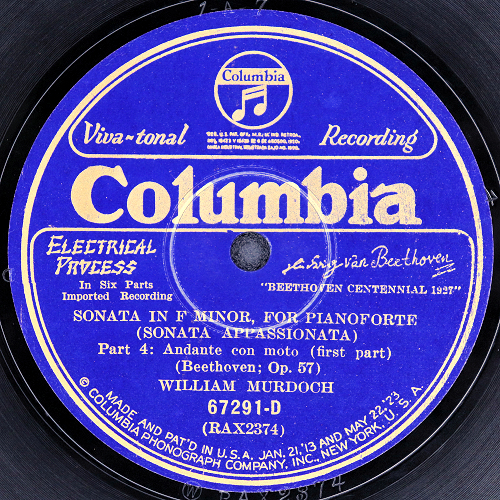 1-A-7
Columbia
Viva-tonal Recording
Columbia
ELECTRICAL
PROCESS
In Six Parts
Imported Recording
Ludwig van Beethoven
"BEETHOVEN CENTENNIAL 1927"
SONATA IN F MINOR, FOR PIANOFORTE
(SONATA APPASSIONATA)
Part 4: Andante con moto (first part)
(Beethoven; Op. 57)
WILLIAM MURDOCH
67291-D
(RAX2374)
MADE AND PAT'D IN U.S.A. JAN. 21, '13 AND MAY 22, '23
© COLUMBIA PHONOGRAPH COMPANY, INC., NEW YORK, U.S.A.